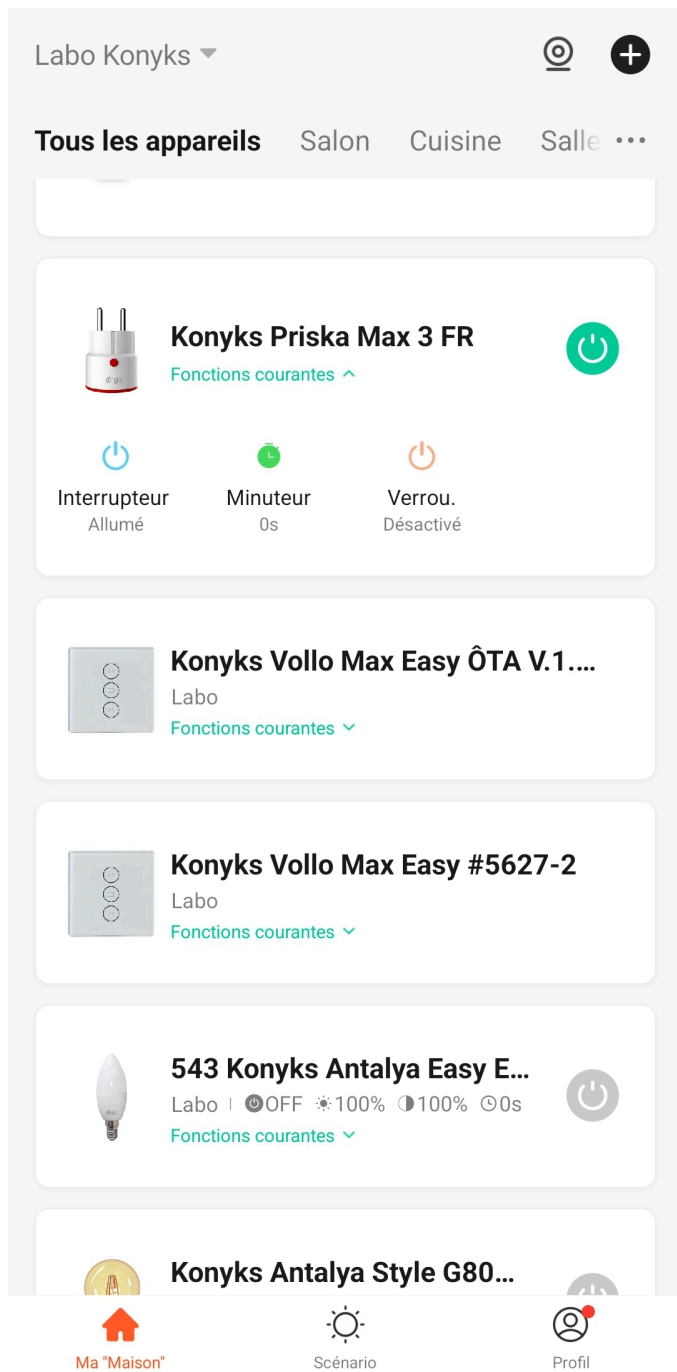 Labo Konyks
Tous les appareils Salon Cuisine Salle ...
Konyks Priska Max 3 FR
Fonctions courantes
Interrupteur Minuteur Verrou.
Allumé 0s Désactivé
Konyks Vollo Max Easy ÔTA V.1....
Labo
Fonctions courantes
Konyks Vollo Max Easy #5627-2
Labo
Fonctions courantes
543 Konyks Antalya Easy E...
Labo OFF 100% 100% 0s
Fonctions courantes
Konyks Antalya Style G80...
Ma "Maison" Scénario Profil